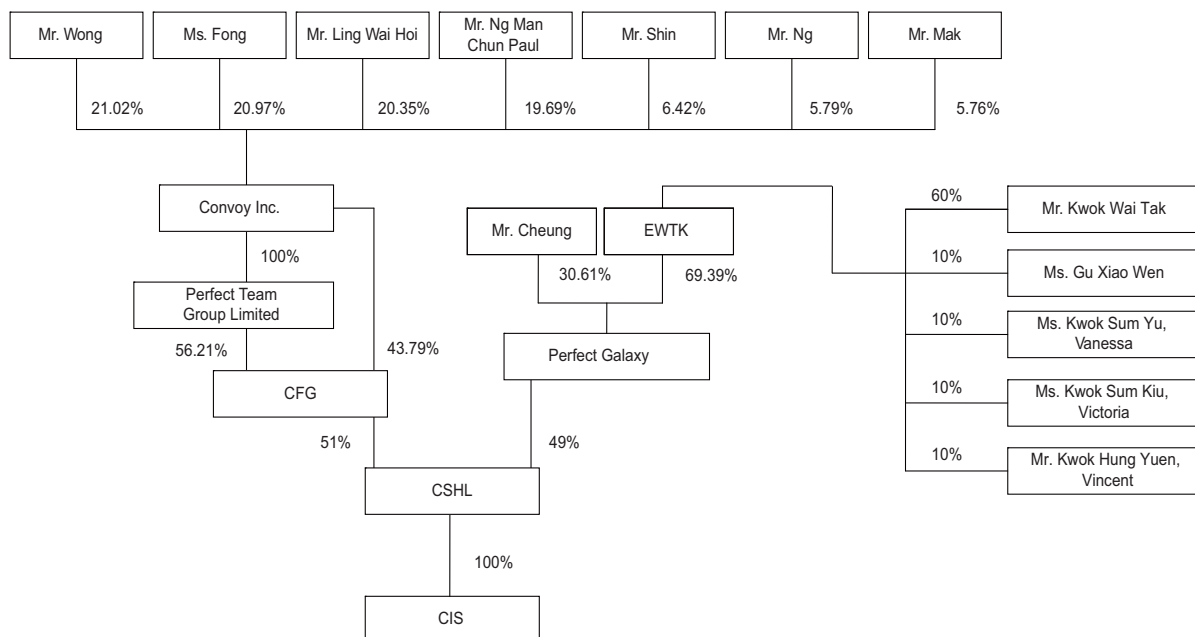 Mr. Wong
Ms. Fong
Mr. Ling Wai Hoi
Mr. Ng Man
Chun Paul
Mr. Shin
Mr. Ng
Mr. Mak
21.02%
20.97%
20.35%
19.69%
6.42%
5.79%
5.76%
Convoy Inc.
100%
Perfect Team
Group Limited
56.21%
43.79%
CFG
51%
Mr. Cheung
EWTK
30.61%
69.39%
Perfect Galaxy
49%
60%
Mr. Kwok Wai Tak
10%
Ms. Gu Xiao Wen
10%
Ms. Kwok Sum Yu,
Vanessa
10%
Ms. Kwok Sum Kiu,
Victoria
10%
Mr. Kwok Hung Yuen,
Vincent
CSHL
100%
CIS